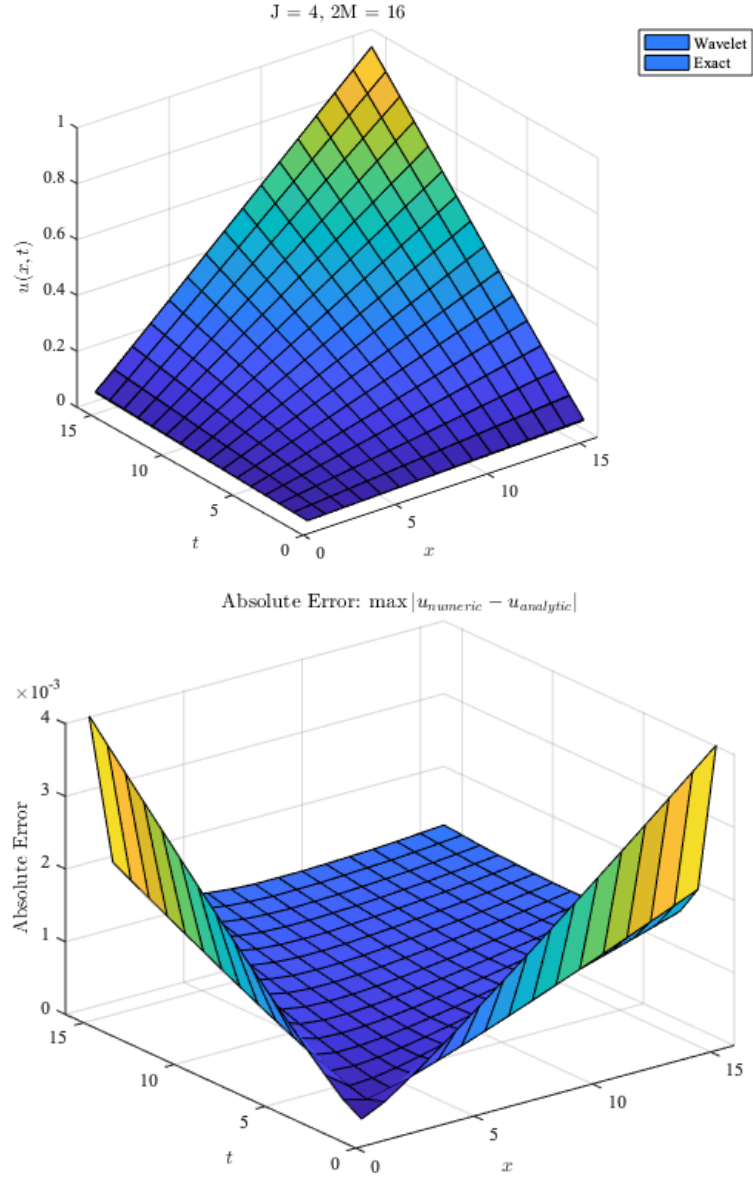 J = 4, 2M = 16
Wavelet
Exact
1
0.8
0.6
0.4
0.2
0
u(x, t)
15
10
5
0
t
0
5
10
15
x
Absolute Error: max |u_numeric − u_analytic|
×10⁻³
4
3
2
1
0
Absolute Error
15
10
5
0
t
0
5
10
15
x